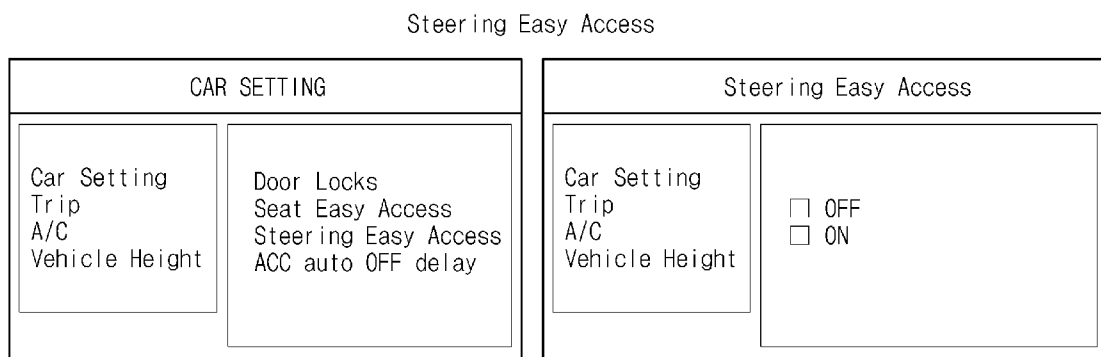 Steering Easy Access
CAR SETTING
Car Setting
Trip
A/C
Vehicle Height
Door Locks
Seat Easy Access
Steering Easy Access
ACC auto OFF delay
Steering Easy Access
Car Setting
Trip
A/C
Vehicle Height
OFF
ON